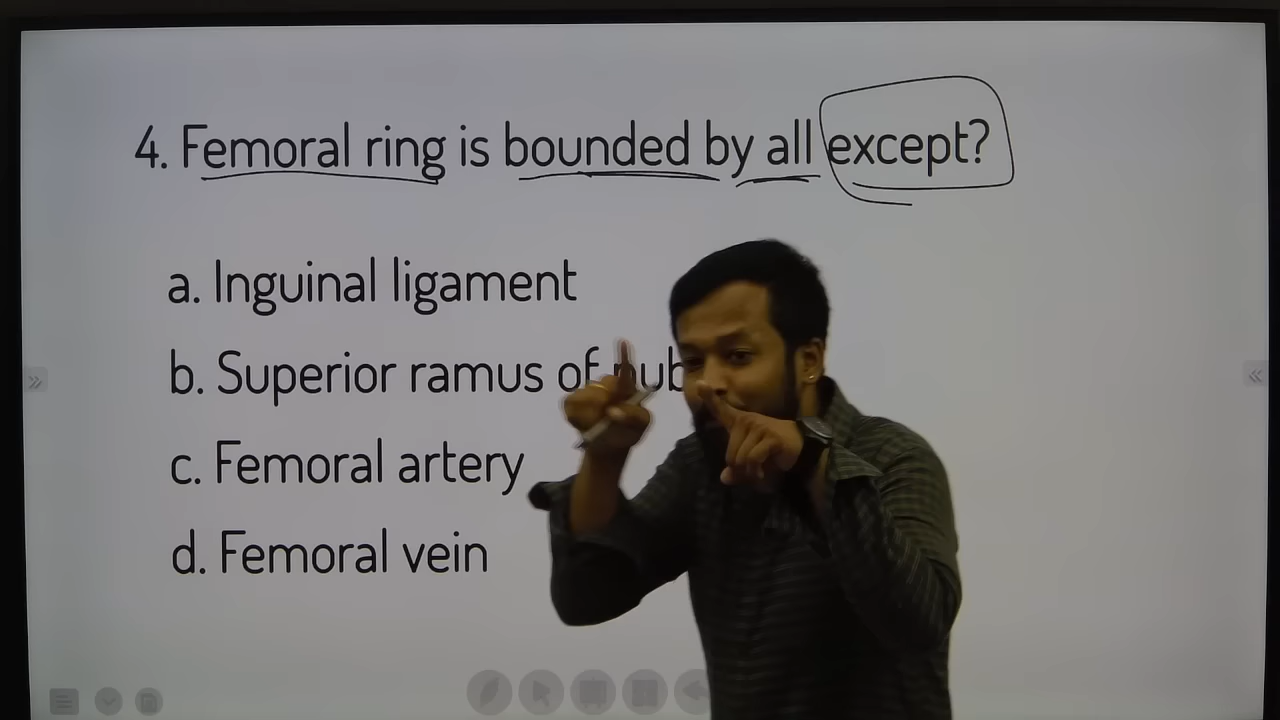 4. Femoral ring is bounded by all except?
a. Inguinal ligament
b. Superior ramus of
c. Femoral artery
d. Femoral vein